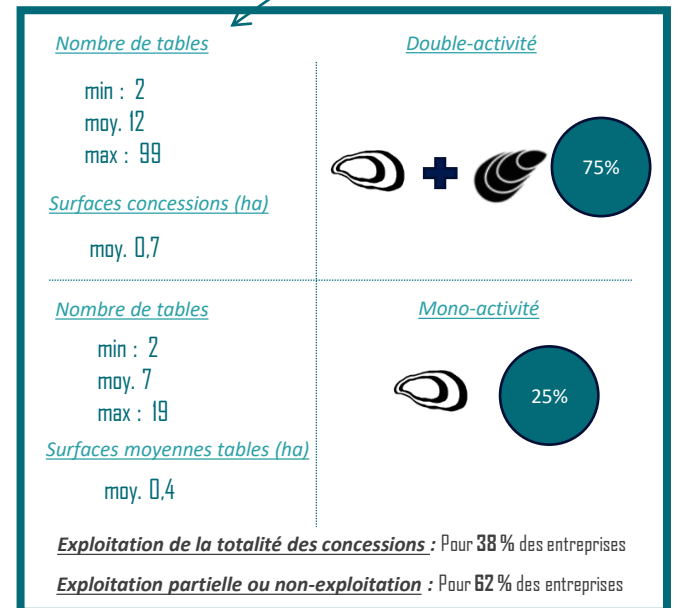 Nombre de tables
min : 2
moy. 12
max : 99
Surfaces concessions (ha)
moy. 0,7
Double-activité
75%
Nombre de tables
min : 2
moy. 7
max : 19
Surfaces moyennes tables (ha)
moy. 0,4
Mono-activité
25%
Exploitation de la totalité des concessions : Pour 38 % des entreprises
Exploitation partielle ou non-exploitation : Pour 62 % des entreprises